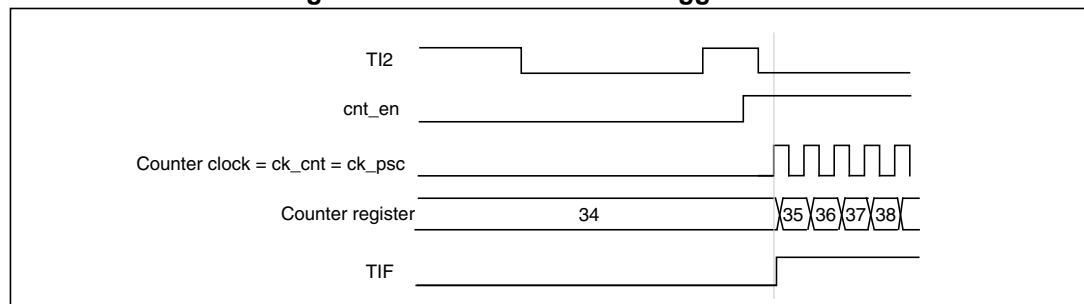 TI2
cnt_en
Counter clock = ck_cnt = ck_psc
Counter register 34 35 36 37 38
TIF